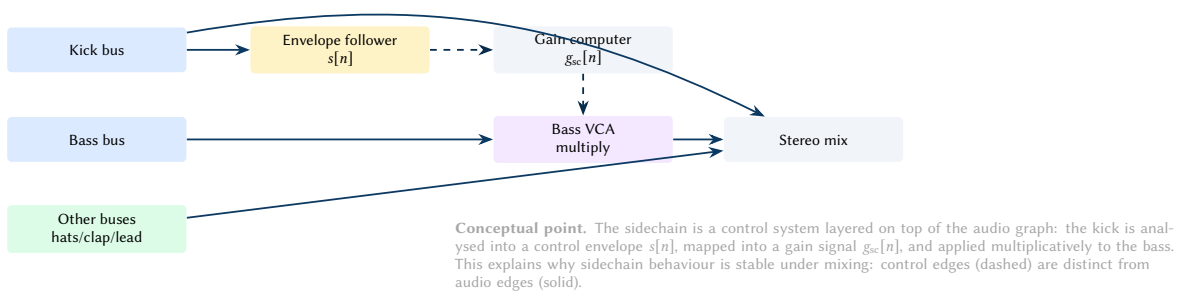 Kick bus
Envelope follower
s[n]
Gain computer
g_sc[n]
Bass bus
Bass VCA
multiply
Stereo mix
Other buses
hats/clap/lead
Conceptual point. The sidechain is a control system layered on top of the audio graph: the kick is anal-
ysed into a control envelope s[n], mapped into a gain signal g_sc[n], and applied multiplicatively to the bass.
This explains why sidechain behaviour is stable under mixing: control edges (dashed) are distinct from
audio edges (solid).